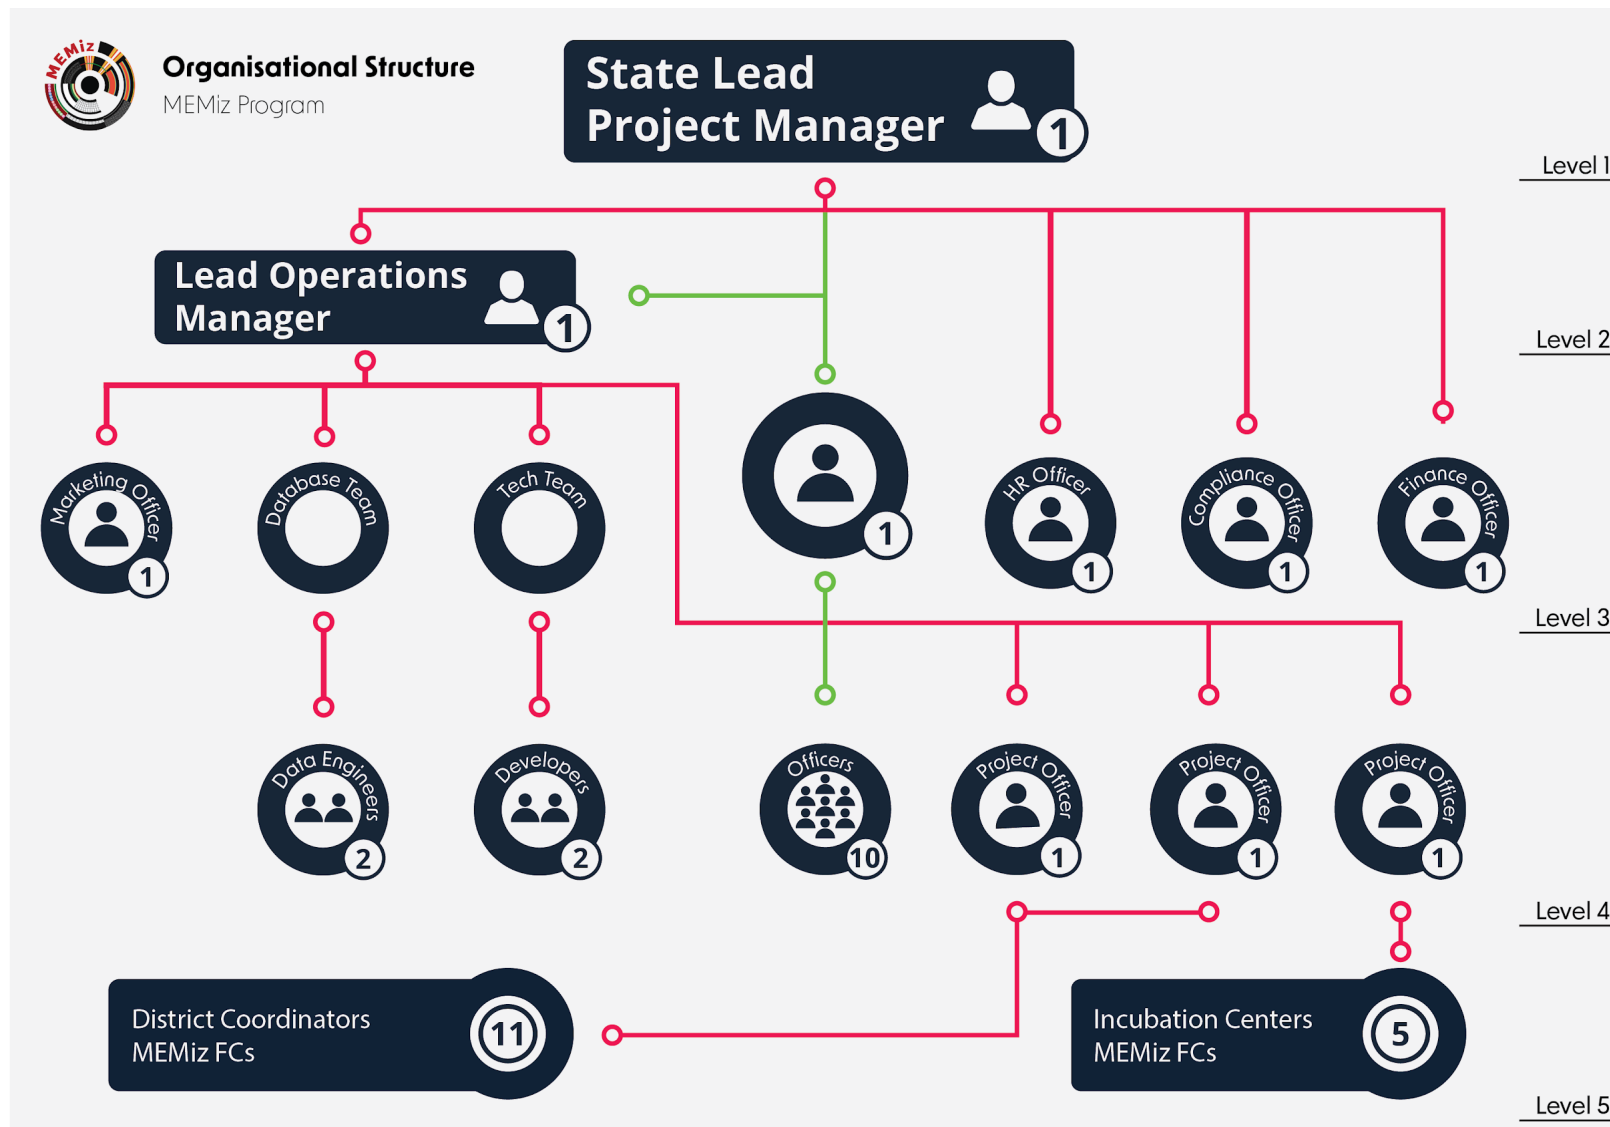 MEMiz
Organisational Structure
MEMiz Program
State Lead
Project Manager
1
Level 1
Lead Operations
Manager
1
Level 2
Marketing Officer
1
Database Team
Tech Team
1
HR Officer
1
Compliance Officer
1
Finance Officer
1
Level 3
Data Engineers
2
Developers
2
Officers
10
Project Officer
1
Project Officer
1
Project Officer
1
Level 4
District Coordinators
MEMiz FCs
11
Incubation Centers
MEMiz FCs
5
Level 5